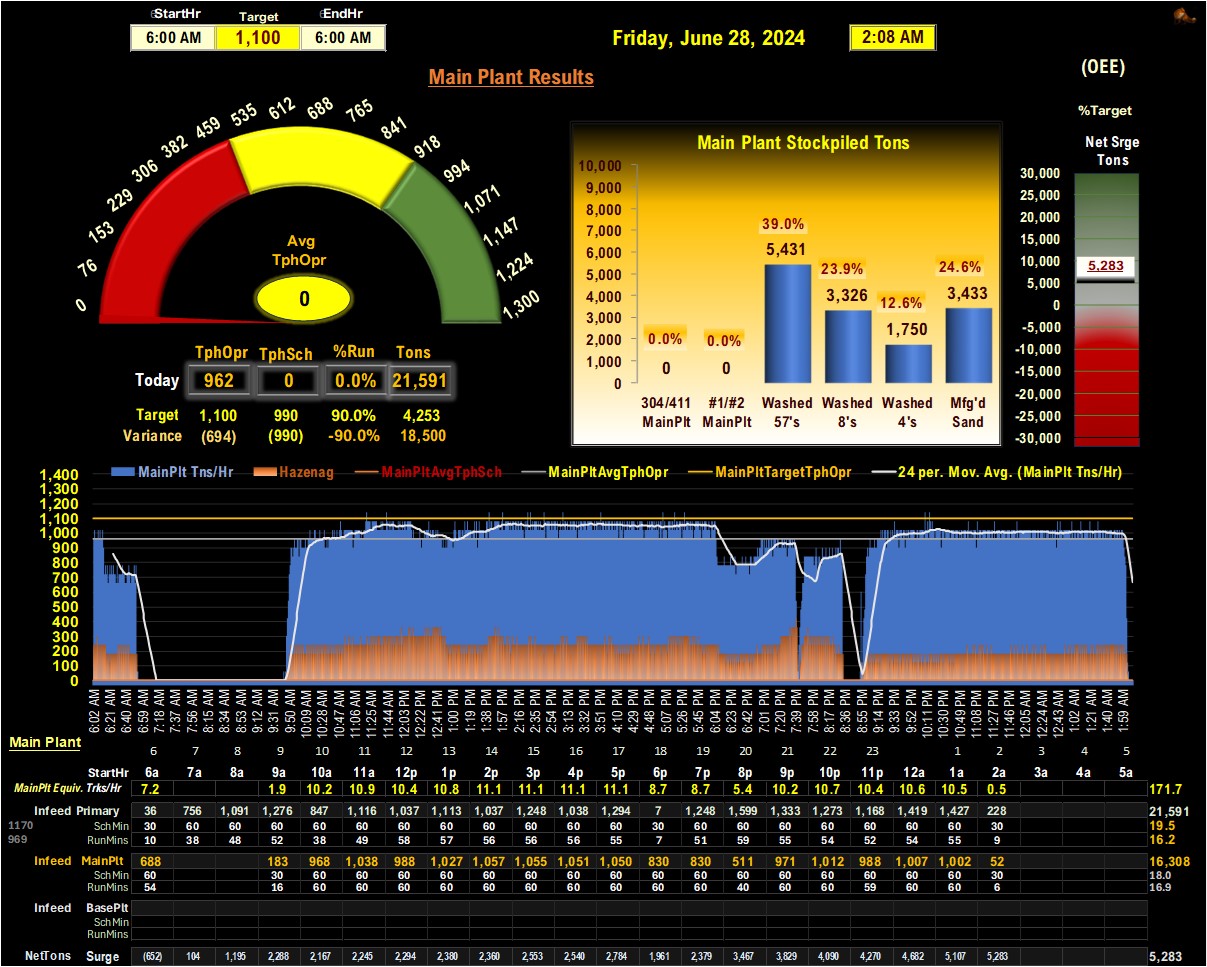 StartHr Target EndHr
6:00 AM 1,100 6:00 AM
Friday, June 28, 2024 2:08 AM
(OEE)
Main Plant Results
%Target
Net Srge
Tons
0 76 153 229 306 382 459 535 612 688 765 841 918 994 1,071 1,147 1,224 1,300
Avg
TphOpr
0
TphOpr TphSch %Run Tons
Today 962 0 0.0% 21,591
Target 1,100 990 90.0% 4,253
Variance (694) (990) -90.0% 18,500
Main Plant Stockpiled Tons
10,000
9,000
8,000
7,000
6,000
5,000
4,000
3,000
2,000
1,000
0
0.0% 0.0% 39.0% 23.9% 12.6% 24.6%
0 0 5,431 3,326 1,750 3,433
304/411 #1/#2 Washed Washed Washed Mfg'd
MainPlt MainPlt 57's 8's 4's Sand
30,000
25,000
20,000
15,000
10,000
5,000
0
-5,000
-10,000
-15,000
-20,000
-25,000
-30,000
5,283
MainPlt Tns/Hr Hazenag MainPltAvgTphSch MainPltAvgTphOpr MainPltTargetTphOpr 24 per. Mov. Avg. (MainPlt Tns/Hr)
1,400
1,300
1,200
1,100
1,000
900
800
700
600
500
400
300
200
100
0
6:02 AM 6:21 AM 6:40 AM 6:59 AM 7:18 AM 7:37 AM 7:56 AM 8:15 AM 8:34 AM 8:53 AM 9:12 AM 9:31 AM 9:50 AM 10:09 AM 10:28 AM 10:47 AM 11:06 AM 11:25 AM 11:44 AM 12:03 PM 12:22 PM 12:41 PM 1:00 PM 1:19 PM 1:38 PM 1:57 PM 2:16 PM 2:35 PM 2:54 PM 3:13 PM 3:32 PM 3:51 PM 4:10 PM 4:29 PM 4:48 PM 5:07 PM 5:26 PM 5:45 PM 6:04 PM 6:23 PM 6:42 PM 7:01 PM 7:20 PM 7:39 PM 7:58 PM 8:17 PM 8:36 PM 8:55 PM 9:14 PM 9:33 PM 9:52 PM 10:11 PM 10:30 PM 10:49 PM 11:08 PM 11:27 PM 11:46 PM 12:05 AM 12:24 AM 12:43 AM 1:02 AM 1:21 AM 1:40 AM 1:59 AM
Main Plant
6 7 8 9 10 11 12 13 14 15 16 17 18 19 20 21 22 23 1 2 3 4 5
StartHr 6a 7a 8a 9a 10a 11a 12p 1p 2p 3p 4p 5p 6p 7p 8p 9p 10p 11p 12a 1a 2a 3a 4a 5a
MainPlt Equiv. Trks/Hr 7.2 1.9 10.2 10.9 10.4 10.8 11.1 11.1 11.1 11.1 8.7 8.7 5.4 10.2 10.7 10.4 10.6 10.5 0.5 171.7
Infeed Primary 36 756 1,091 1,276 847 1,116 1,037 1,113 1,037 1,248 1,038 1,294 7 1,248 1,599 1,333 1,273 1,168 1,419 1,427 228 21,591
1170 SchMin 30 60 60 60 60 60 60 60 60 60 60 60 30 60 60 60 60 60 60 60 30 19.5
969 RunMins 10 38 48 52 38 49 58 57 56 56 56 55 7 51 59 55 54 52 54 55 9 16.2
Infeed MainPlt 688 183 968 1,038 988 1,027 1,057 1,055 1,051 1,050 830 830 511 971 1,012 988 1,007 1,002 52 16,308
SchMin 60 30 60 60 60 60 60 60 60 60 60 60 60 60 60 60 60 60 30 18.0
RunMins 54 16 60 60 60 60 60 60 60 60 60 60 40 60 60 59 60 60 6 16.9
Infeed BasePlt
SchMin
RunMins
NetTons Surge (652) 104 1,195 2,288 2,167 2,245 2,294 2,380 2,360 2,553 2,540 2,784 1,961 2,379 3,467 3,829 4,090 4,270 4,682 5,107 5,283 5,283